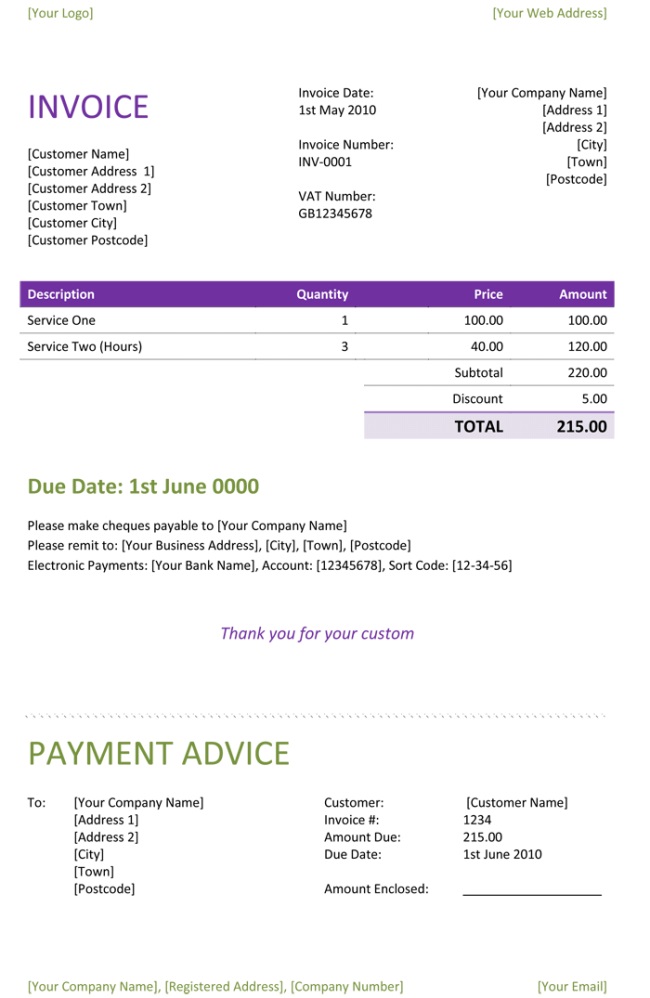 [Your Logo] [Your Web Address]
INVOICE
[Customer Name]
[Customer Address  1]
[Customer Address 2]
[Customer Town]
[Customer City]
[Customer Postcode]
Invoice Date:
1st May 2010
Invoice Number:
INV-0001
VAT Number:
GB12345678
[Your Company Name]
[Address 1]
[Address 2]
[City]
[Town]
[Postcode]
Description Quantity Price Amount
Service One 1 100.00 100.00
Service Two (Hours) 3 40.00 120.00
Subtotal 220.00
Discount 5.00
TOTAL 215.00
Due Date: 1st June 0000
Please make cheques payable to [Your Company Name]
Please remit to: [Your Business Address], [City], [Town], [Postcode]
Electronic Payments: [Your Bank Name], Account: [12345678], Sort Code: [12-34-56]
Thank you for your custom
PAYMENT ADVICE
To: [Your Company Name]
[Address 1]
[Address 2]
[City]
[Town]
[Postcode]
Customer: [Customer Name]
Invoice #: 1234
Amount Due: 215.00
Due Date: 1st June 2010
Amount Enclosed:
[Your Company Name], [Registered Address], [Company Number] [Your Email]